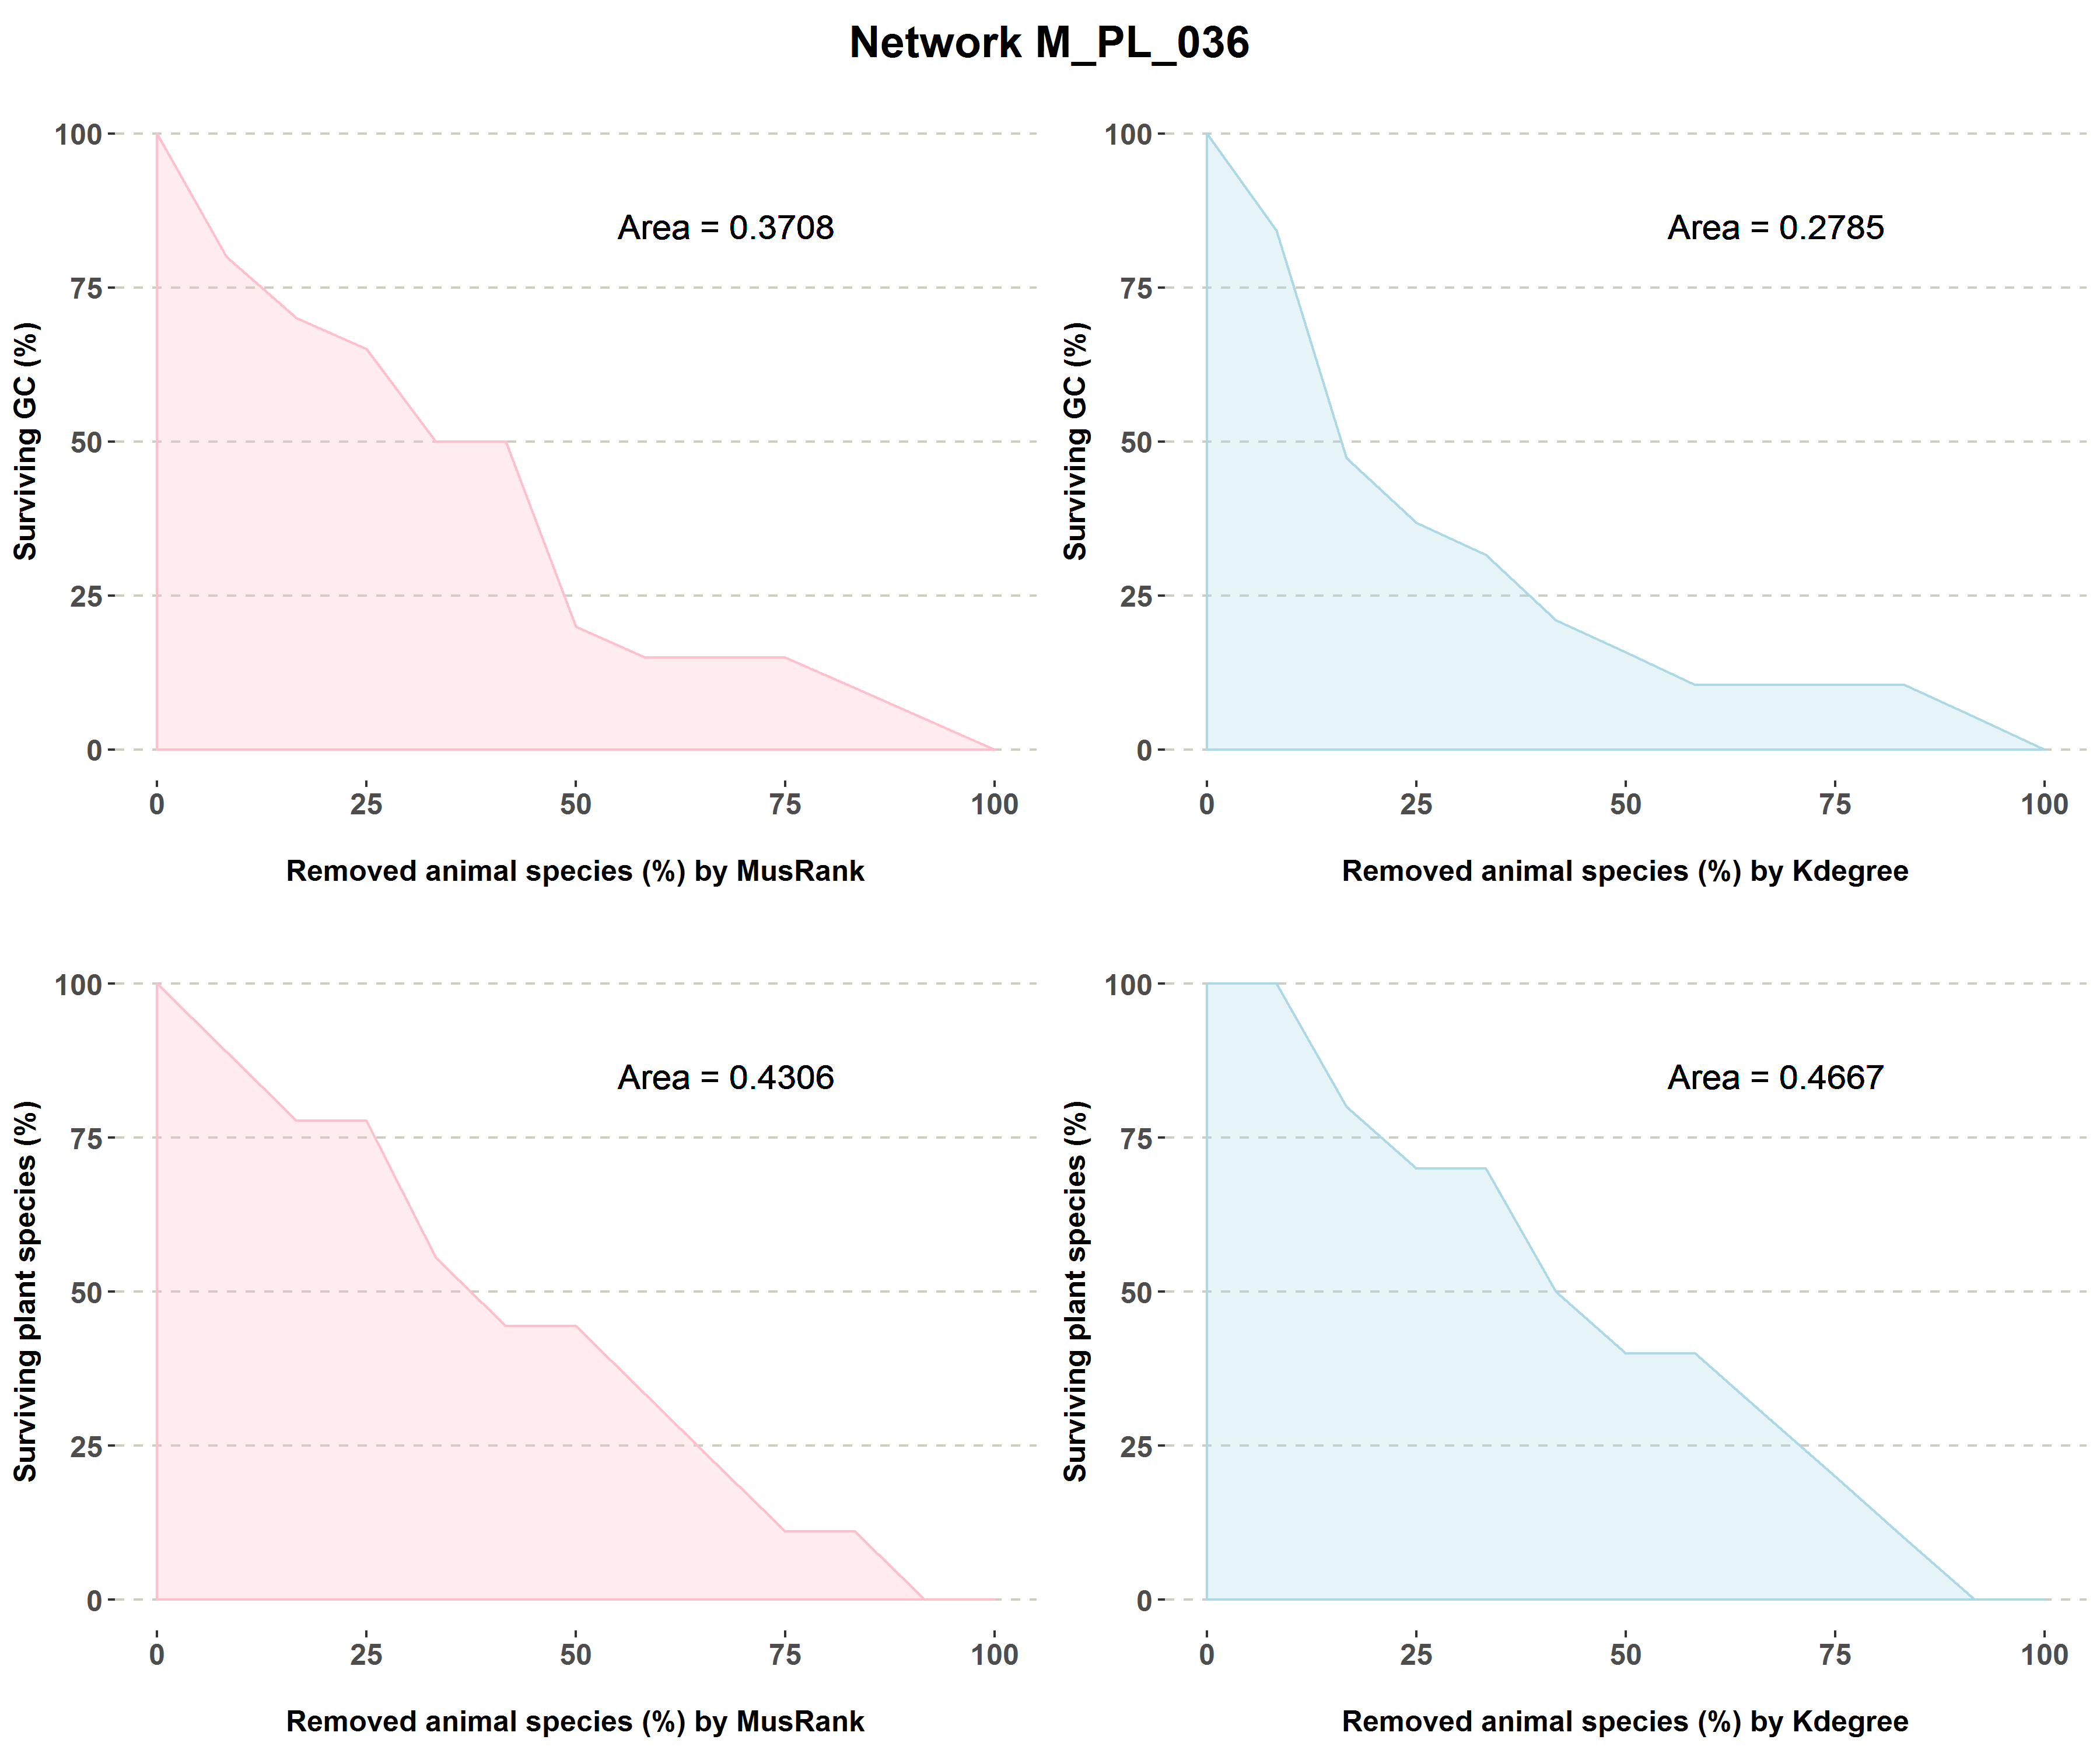 Network M_PL_036
100
75
50
25
0
Surviving GC (%)
Area = 0.3708
0 25 50 75 100
Removed animal species (%) by MusRank
100
75
50
25
0
Surviving GC (%)
Area = 0.2785
0 25 50 75 100
Removed animal species (%) by Kdegree
100
75
50
25
0
Surviving plant species (%)
Area = 0.4306
0 25 50 75 100
Removed animal species (%) by MusRank
100
75
50
25
0
Surviving plant species (%)
Area = 0.4667
0 25 50 75 100
Removed animal species (%) by Kdegree